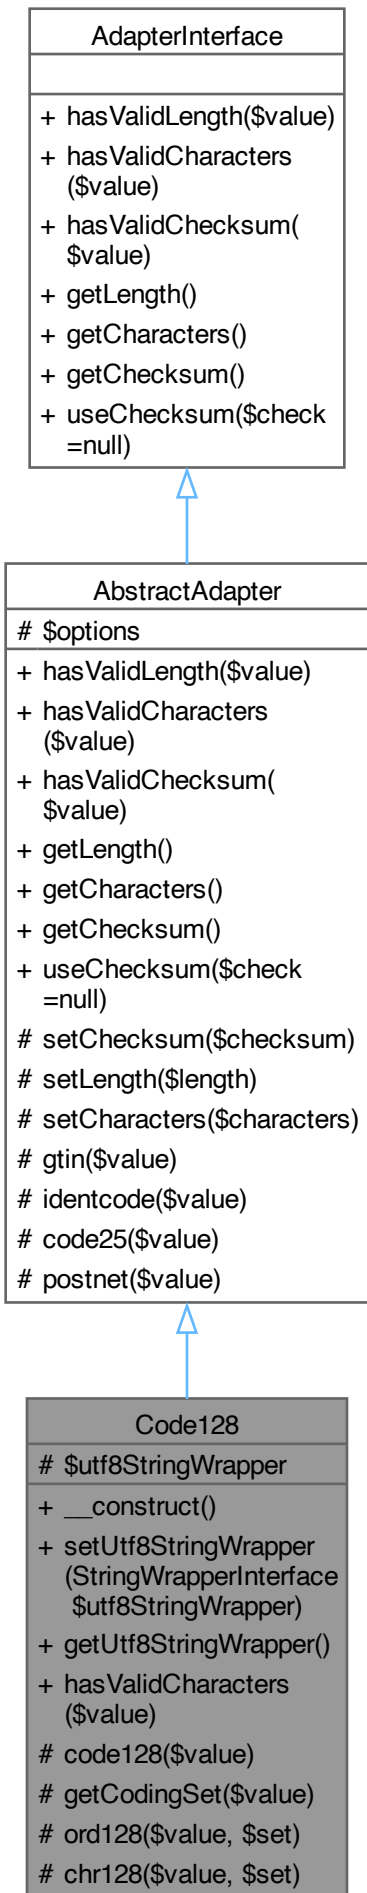 AdapterInterface
+ hasValidLength($value)
+ hasValidCharacters
($value)
+ hasValidChecksum(
$value)
+ getLength()
+ getCharacters()
+ getChecksum()
+ useChecksum($check
=null)
AbstractAdapter
# $options
+ hasValidLength($value)
+ hasValidCharacters
($value)
+ hasValidChecksum(
$value)
+ getLength()
+ getCharacters()
+ getChecksum()
+ useChecksum($check
=null)
# setChecksum($checksum)
# setLength($length)
# setCharacters($characters)
# gtin($value)
# identcode($value)
# code25($value)
# postnet($value)
Code128
# $utf8StringWrapper
+ __construct()
+ setUtf8StringWrapper
(StringWrapperInterface
$utf8StringWrapper)
+ getUtf8StringWrapper()
+ hasValidCharacters
($value)
# code128($value)
# getCodingSet($value)
# ord128($value, $set)
# chr128($value, $set)